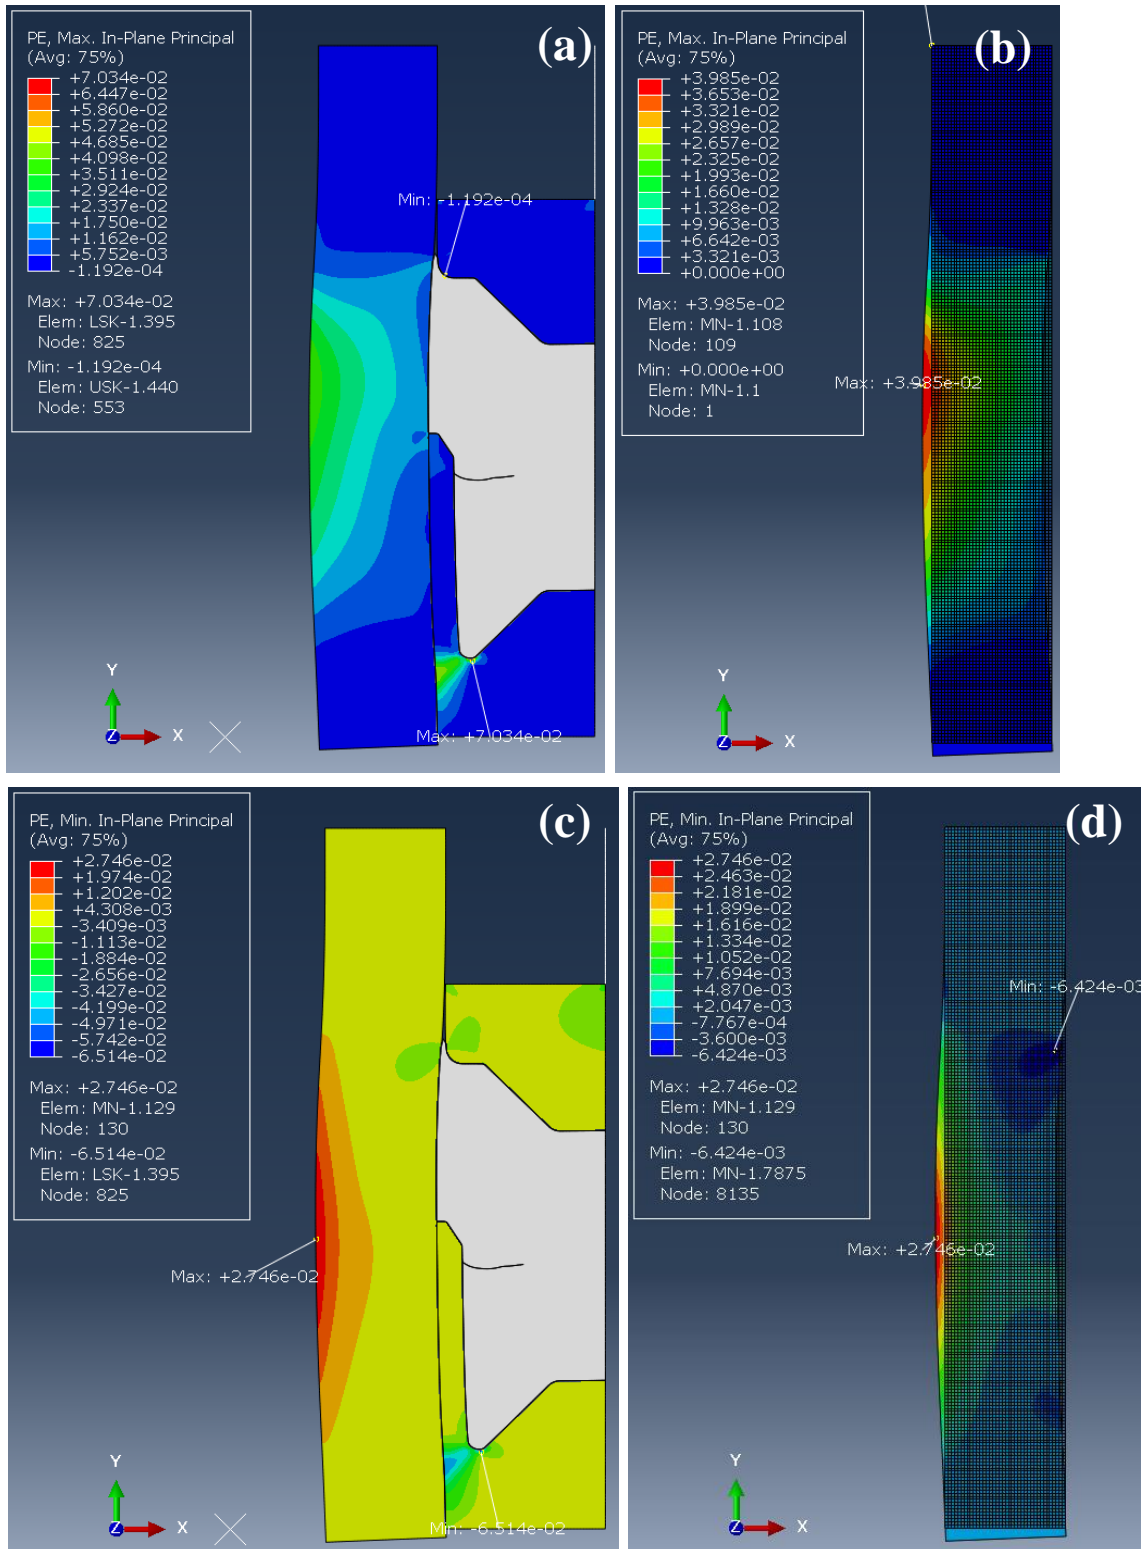 (a)
PE, Max. In-Plane Principal
(Avg: 75%)
+7.034e-02
+6.447e-02
+5.860e-02
+5.272e-02
+4.685e-02
+4.098e-02
+3.511e-02
+2.924e-02
+2.337e-02
+1.750e-02
+1.162e-02
+5.752e-03
-1.192e-04
Max: +7.034e-02
Elem: LSK-1.395
Node: 825
Min: -1.192e-04
Elem: USK-1.440
Node: 553
Min: -1.192e-04
Max: +7.034e-02
Y
Z
X
(b)
PE, Max. In-Plane Principal
(Avg: 75%)
+3.985e-02
+3.653e-02
+3.321e-02
+2.989e-02
+2.657e-02
+2.325e-02
+1.993e-02
+1.660e-02
+1.328e-02
+9.963e-03
+6.642e-03
+3.321e-03
+0.000e+00
Max: +3.985e-02
Elem: MN-1.108
Node: 109
Min: +0.000e+00
Elem: MN-1.1
Node: 1
Max: +3.985e-02
Y
Z
X
(c)
PE, Min. In-Plane Principal
(Avg: 75%)
+2.746e-02
+1.974e-02
+1.202e-02
+4.308e-03
-3.409e-03
-1.113e-02
-1.884e-02
-2.656e-02
-3.427e-02
-4.199e-02
-4.971e-02
-5.742e-02
-6.514e-02
Max: +2.746e-02
Elem: MN-1.129
Node: 130
Min: -6.514e-02
Elem: LSK-1.395
Node: 825
Max: +2.746e-02
Min: -6.514e-02
Y
Z
X
(d)
PE, Min. In-Plane Principal
(Avg: 75%)
+2.746e-02
+2.463e-02
+2.181e-02
+1.899e-02
+1.616e-02
+1.334e-02
+1.052e-02
+7.694e-03
+4.870e-03
+2.047e-03
-7.767e-04
-3.600e-03
-6.424e-03
Max: +2.746e-02
Elem: MN-1.129
Node: 130
Min: -6.424e-03
Elem: MN-1.7875
Node: 8135
Min: -6.424e-03
Max: +2.746e-02
Y
Z
X